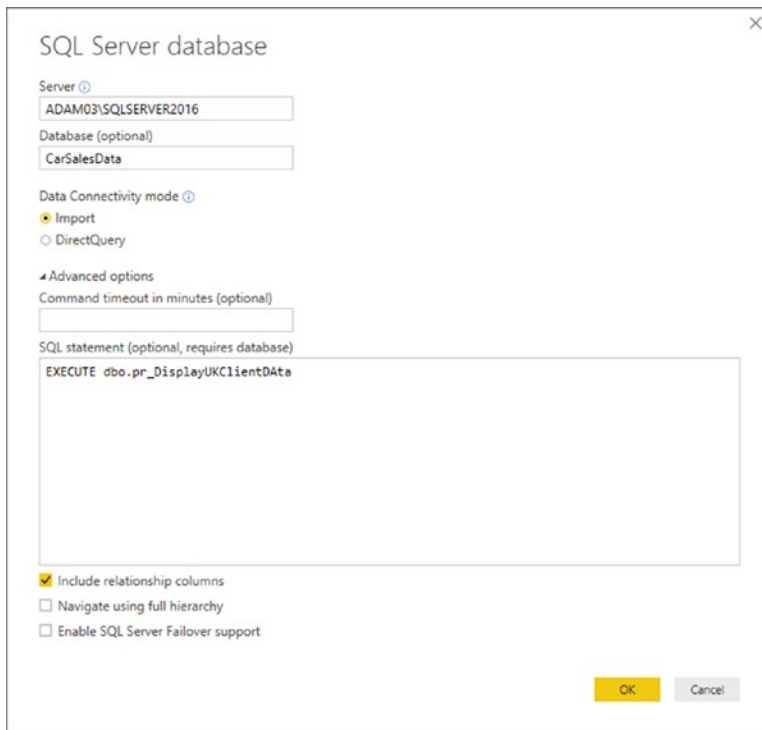 SQL Server database
Server
ADAM03\SQLSERVER2016
Database (optional)
CarSalesData
Data Connectivity mode
Import
DirectQuery
Advanced options
Command timeout in minutes (optional)
SQL statement (optional, requires database)
EXECUTE dbo.pr_DisplayUKClientDAta
Include relationship columns
Navigate using full hierarchy
Enable SQL Server Failover support
OK Cancel